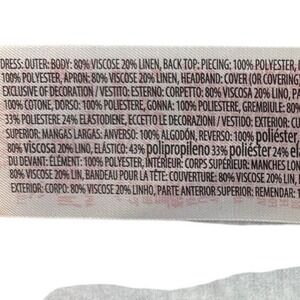 DRESS: OUTER: BODY: 80% VISCOSE 20% LINEN, BACK TOP: PIECING: 100% POLYESTER,
100% POLYESTER, APRON: 80% VISCOSE 20% LINEN, HEADBAND: COVER (OR COVERING
EXCLUSIVE OF DECORATION / VESTITO: ESTERNO: CORPETTO: 80% VISCOSA 20% LINO, PA
100% COTONE, DORSO: 100% POLIESTERE, GONNA: 100% POLIESTERE, GREMBIULE: 80%
33% POLIESTERE 24% ELASTODIENE, ECCETTO LE DECORAZIONI / VESTIDO: EXTERIOR: C
SUPERIOR: MANGAS LARGAS: ANVERSO: 100% ALGODÓN, REVERSO: 100% poliéster
80% viscosa 20% LINO, ELÁSTICO: 43% polipropileno 33% poliéster 24% ela
DU DEVANT: ÉLÉMENT: 100% POLYESTER, INTÉRIEUR: CORPS SUPÉRIEUR: MANCHES LON
80% VISCOSE 20% LIN, BANDEAU POUR LA TÊTE: COUVERTURE: 80% VISCOSE 20% LIN,
EXTERIOR: CORPO: 80% VISCOSE 20% LINHO, PARTE ANTERIOR SUPERIOR: REMENDAR: 1